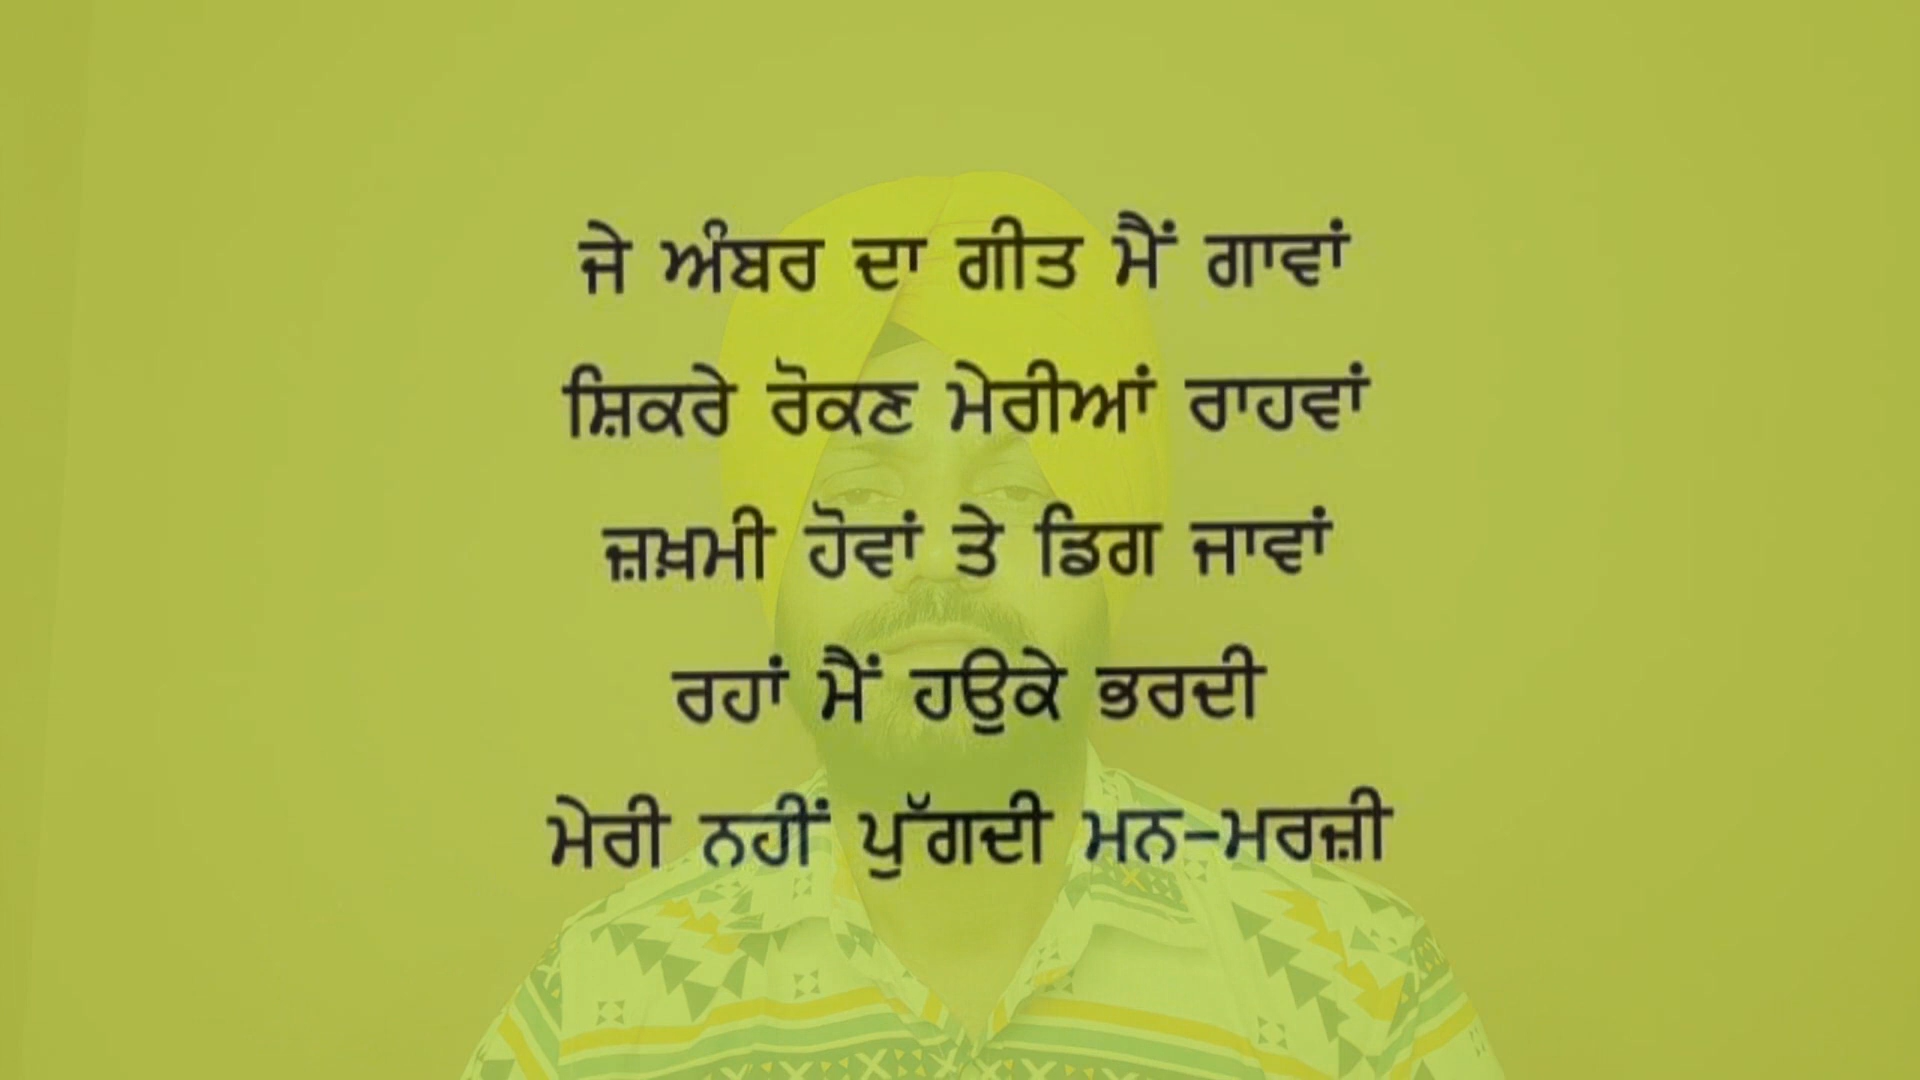 ਜੇ ਅੰਬਰ ਦਾ ਗੀਤ ਮੈਂ ਗਾਵਾਂ
ਸ਼ਿਕਰੇ ਰੋਕਣ ਮੇਰੀਆਂ ਰਾਹਵਾਂ
ਜ਼ਖ਼ਮੀ ਹੋਵਾਂ ਤੇ ਡਿਗ ਜਾਵਾਂ
ਰਹਾਂ ਮੈਂ ਹਉਕੇ ਭਰਦੀ
ਮੇਰੀ ਨਹੀਂ ਪੁੱਗਦੀ ਮਨ-ਮਰਜ਼ੀ